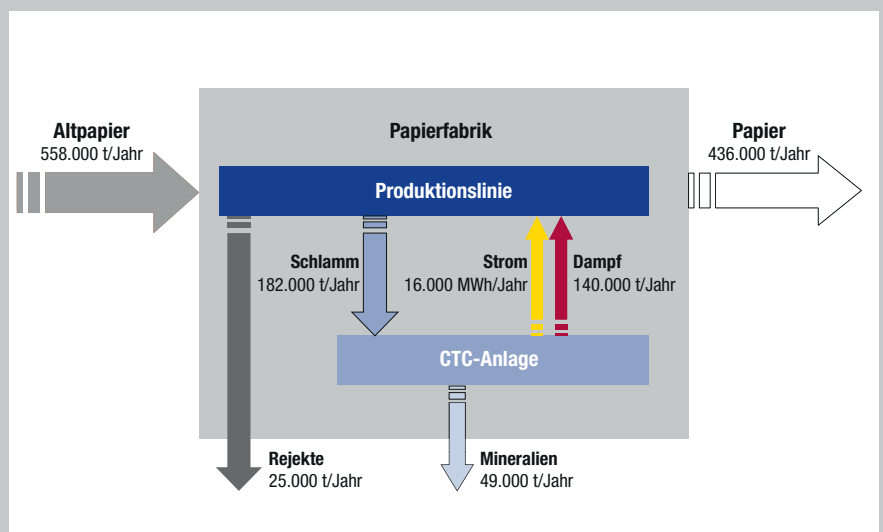 Altpapier
558.000 t/Jahr
Papierfabrik
Papier
436.000 t/Jahr
Produktionslinie
Schlamm
182.000 t/Jahr
Strom
16.000 MWh/Jahr
Dampf
140.000 t/Jahr
CTC-Anlage
Rejekte
25.000 t/Jahr
Mineralien
49.000 t/Jahr